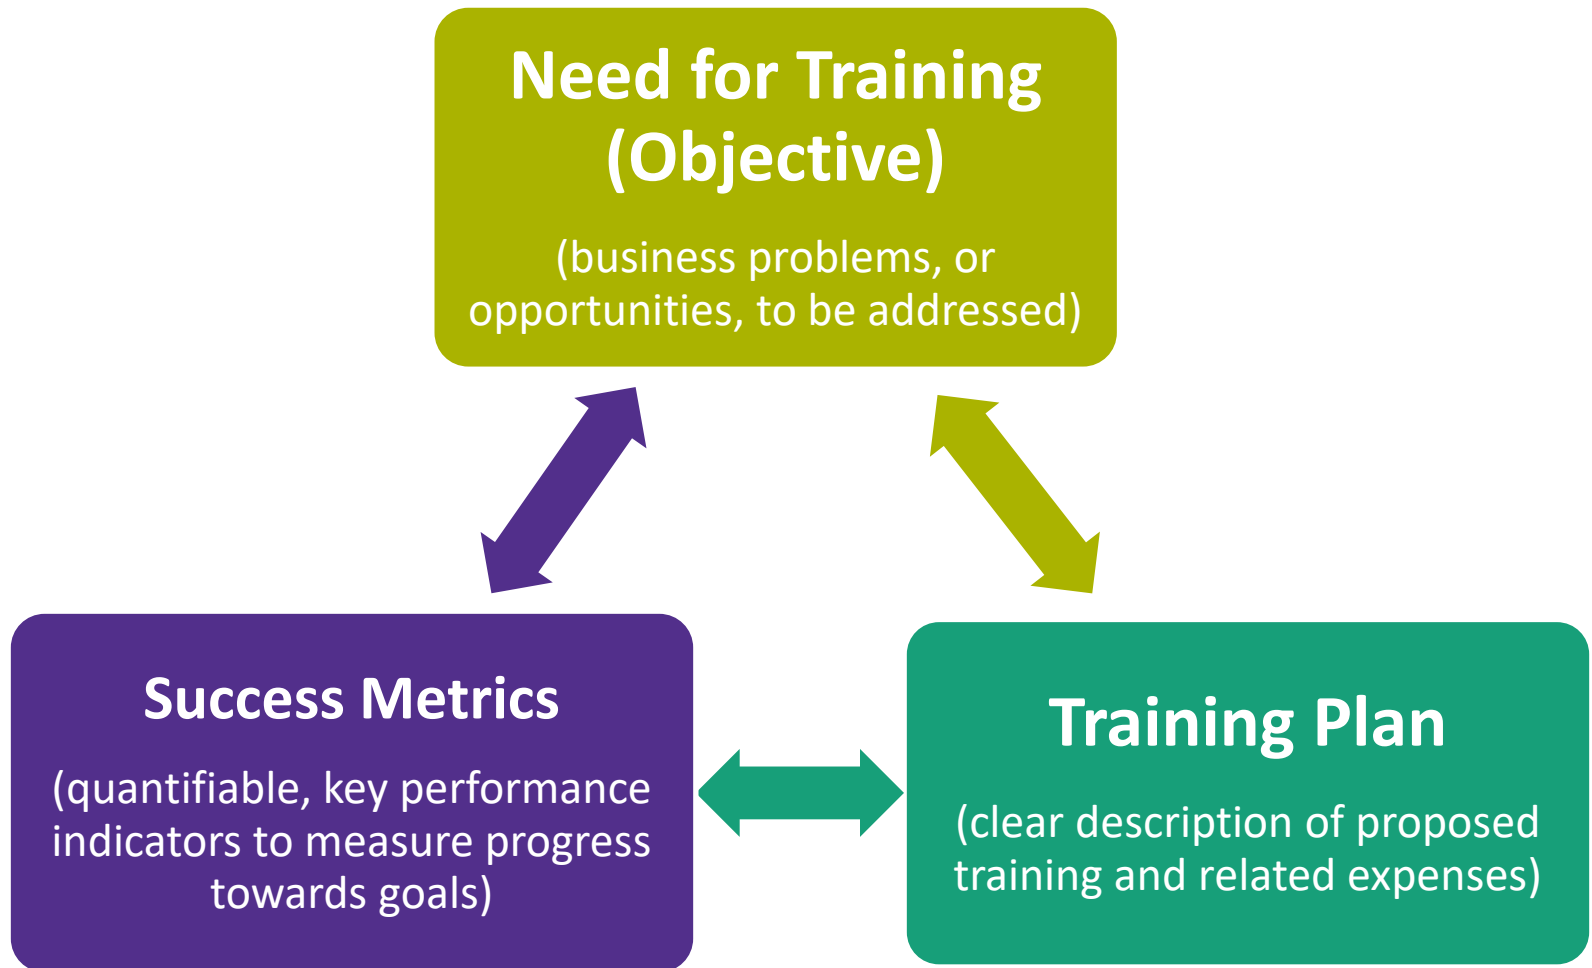 Need for Training
(Objective)
(business problems, or
opportunities, to be addressed)
Success Metrics
(quantifiable, key performance
indicators to measure progress
towards goals)
Training Plan
(clear description of proposed
training and related expenses)